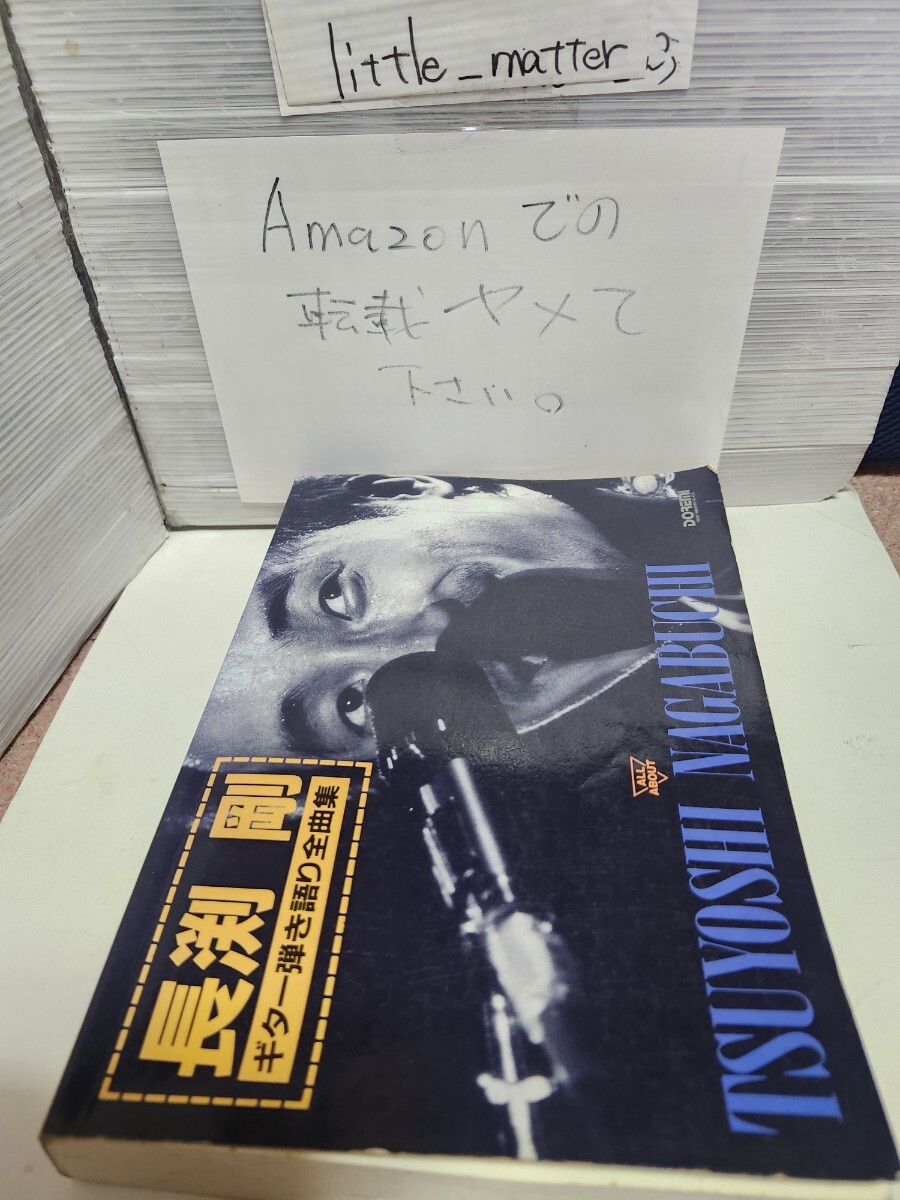 little_matter
Amazonでの
転載ヤメて
下さい。
DOREMI
TSUYOSHI NAGABUCHI
ALL
ABOUT
長渕 剛
ギター弾き語り全曲集